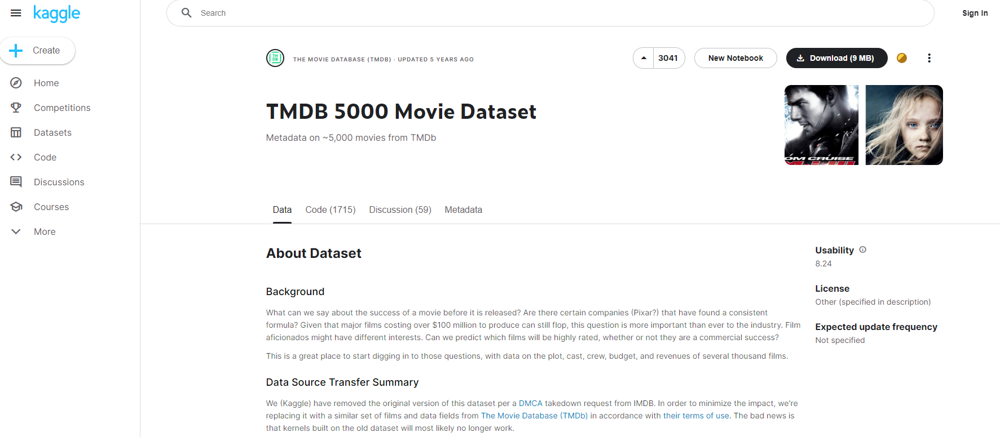 kaggle
Search
Sign In
Create
Home
Competitions
Datasets
Code
Discussions
Courses
More
TM
DB
THE MOVIE DATABASE (TMDB) · UPDATED 5 YEARS AGO
3041
New Notebook
Download (9 MB)
TMDB 5000 Movie Dataset
Metadata on ~5,000 movies from TMDb
OM CRUISE
Data
Code (1715)
Discussion (59)
Metadata
About Dataset
Background
What can we say about the success of a movie before it is released? Are there certain companies (Pixar?) that have found a consistent
formula? Given that major films costing over $100 million to produce can still flop, this question is more important than ever to the industry. Film
aficionados might have different interests. Can we predict which films will be highly rated, whether or not they are a commercial success?
This is a great place to start digging in to those questions, with data on the plot, cast, crew, budget, and revenues of several thousand films.
Data Source Transfer Summary
We (Kaggle) have removed the original version of this dataset per a DMCA takedown request from IMDB. In order to minimize the impact, we're
replacing it with a similar set of films and data fields from The Movie Database (TMDb) in accordance with their terms of use. The bad news is
that kernels built on the old dataset will most likely no longer work.
Usability
8.24
License
Other (specified in description)
Expected update frequency
Not specified